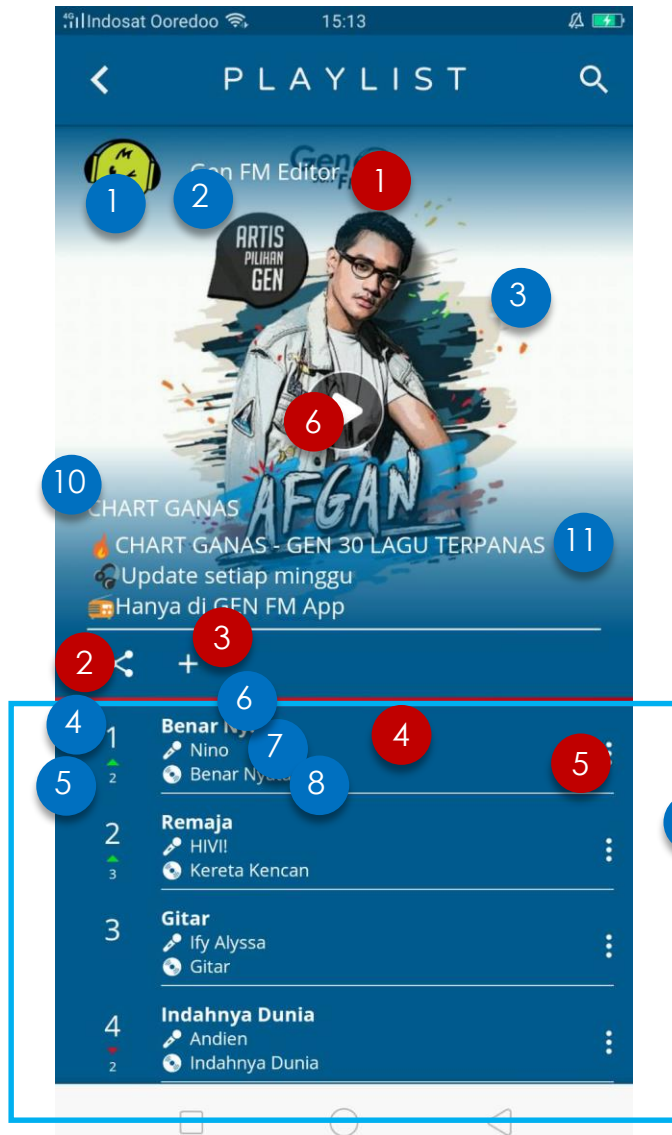 4G Indosat Ooredoo 15:13
PLAYLIST
Gen FM
Gen FM Editor 1
1 2
ARTIS
PILIHAN
GEN
3
6
10
AFGAN
CHART GANAS
CHART GANAS - GEN 30 LAGU TERPANAS 11
Update setiap minggu
Hanya di GEN FM App
2 3
6
4 1 Benar 4
Nino 7 5
5 2 Benar 8
2 Remaja
HIVI!
3 Kereta Kencan
3 Gitar
Ify Alyssa
Gitar
4 Indahnya Dunia
Andien
2 Indahnya Dunia